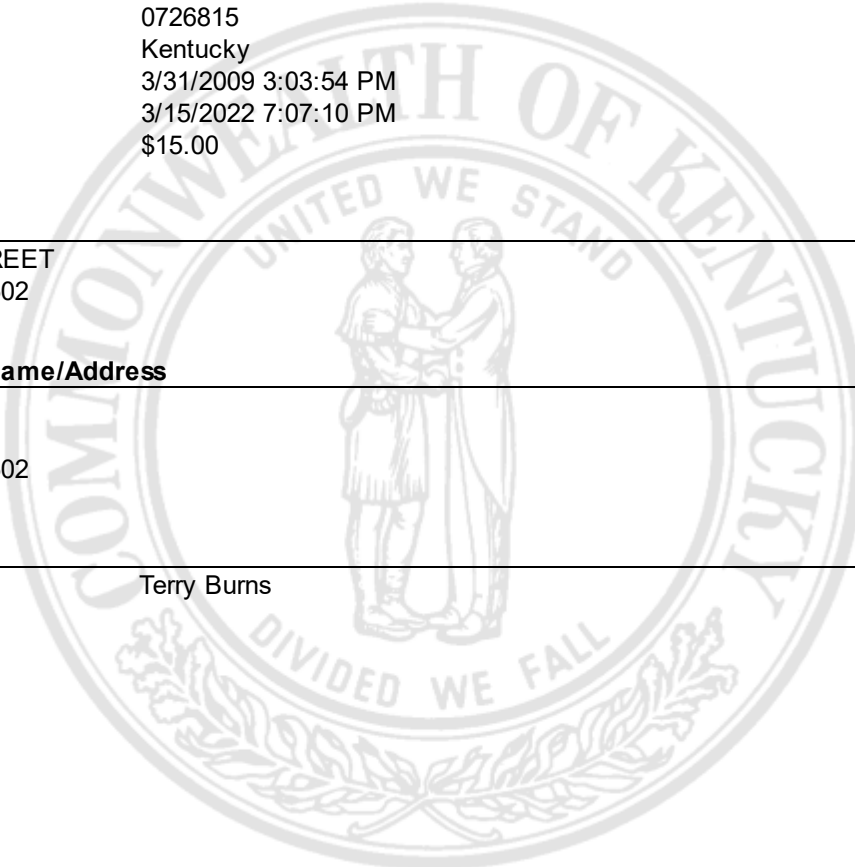 0726815
Kentucky
3/31/2009 3:03:54 PM
3/15/2022 7:07:10 PM
$15.00
REET
02
ame/Address
02
Terry Burns
COMMONWEALTH OF KENTUCKY
UNITED WE STAND
DIVIDED WE FALL